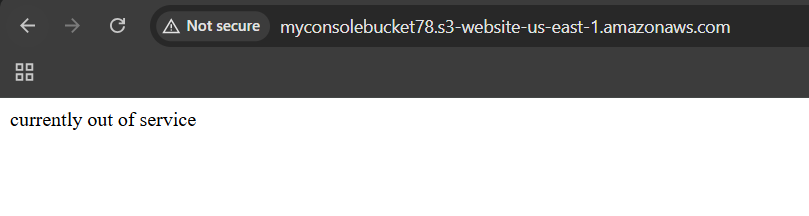 Not secure myconsolebucket78.s3-website-us-east-1.amazonaws.com
currently out of service